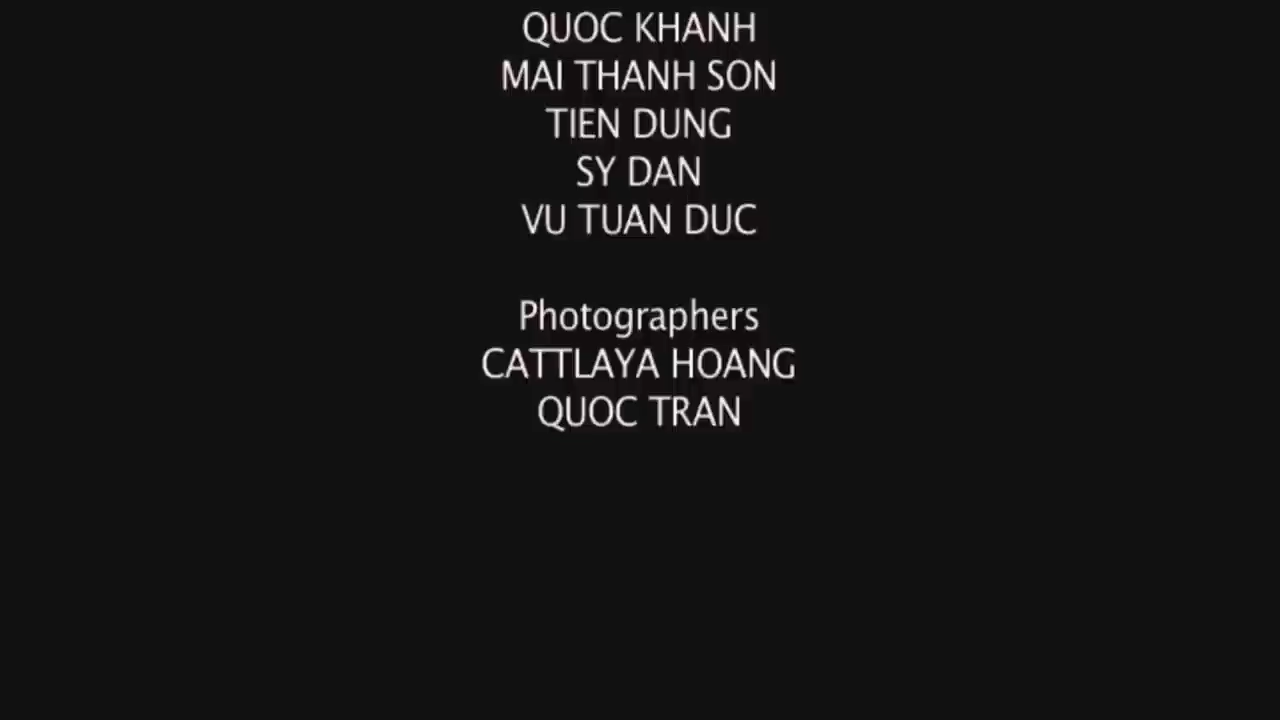 QUOC KHANH
MAI THANH SON
TIEN DUNG
SY DAN
VU TUAN DUC
Photographers
CATTLAYA HOANG
QUOC TRAN